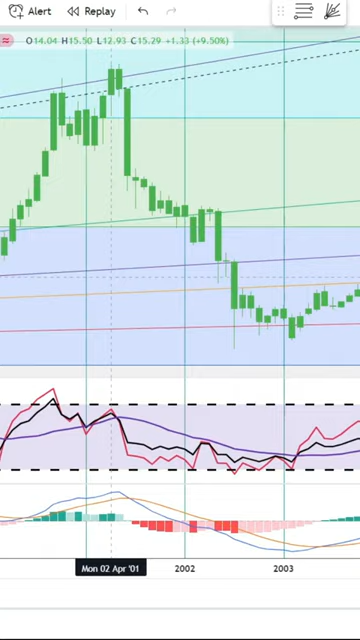 Alert Replay
O14.04 H15.50 L12.93 C15.29 +1.33 (+9.50%)
Mon 02 Apr '01 2002 2003